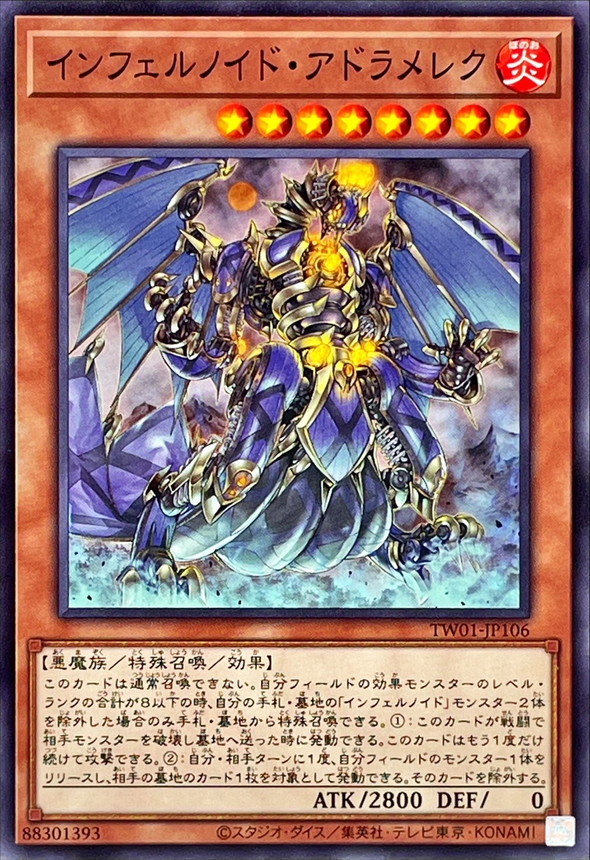 インフェルノイド・アドラメレク
炎
ほのお
TW01-JP106
【悪魔族／特殊召喚／効果】
このカードは通常召喚できない。自分フィールドの効果モンスターのレベル・
ランクの合計が8以下の時、自分の手札・墓地の「インフェルノイド」モンスター2体
を除外した場合のみ手札・墓地から特殊召喚できる。①：このカードが戦闘で
相手モンスターを破壊し墓地へ送った時に発動できる。このカードはもう1度だけ
続けて攻撃できる。②：自分・相手ターンに1度、自分フィールドのモンスター1体を
リリースし、相手の墓地のカード1枚を対象として発動できる。そのカードを除外する。
ATK/2800 DEF/ 0
88301393 ©スタジオ・ダイス／集英社・テレビ東京・KONAMI